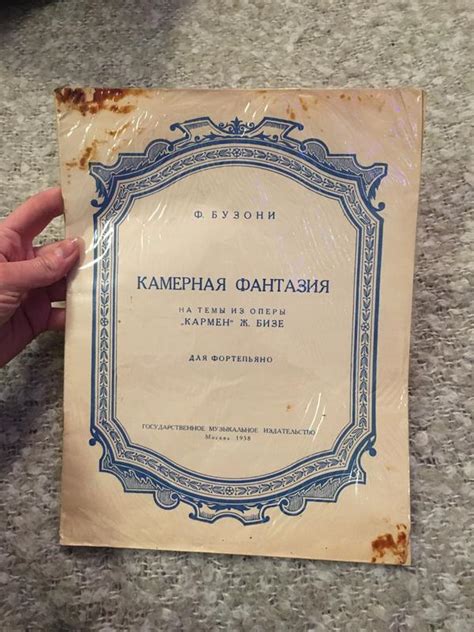 Ф. БУЗОНИ
КАМЕРНАЯ ФАНТАЗИЯ
НА ТЕМЫ ИЗ ОПЕРЫ
„КАРМЕН" Ж. БИЗЕ
ДЛЯ ФОРТЕПЬЯНО
ГОСУДАРСТВЕННОЕ МУЗЫКАЛЬНОЕ ИЗДАТЕЛЬСТВО
Москва 1938